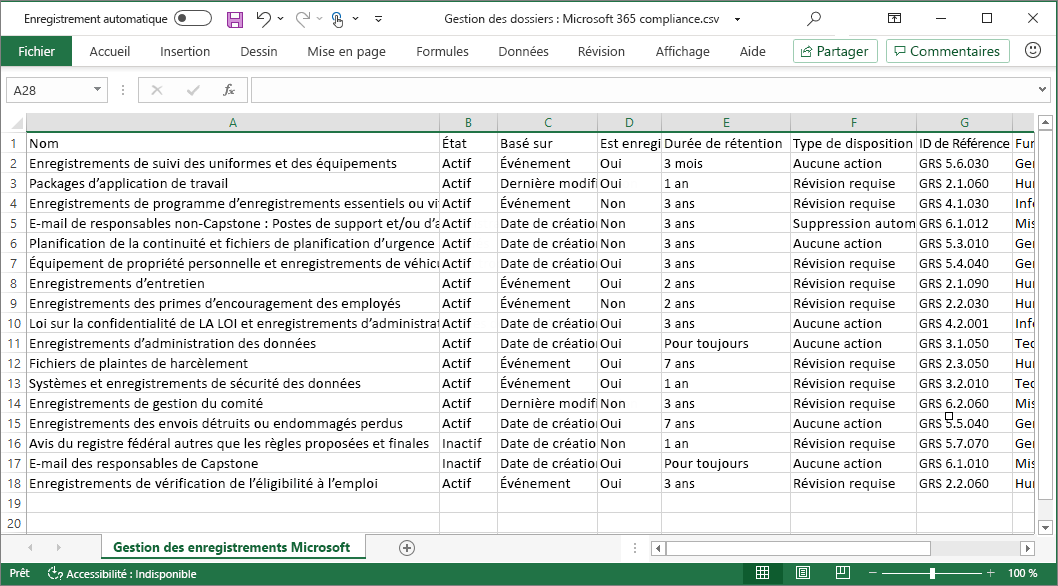 Enregistrement automatique
Gestion des dossiers : Microsoft 365 compliance.csv
Fichier Accueil Insertion Dessin Mise en page Formules Données Révision Affichage Aide Partager Commentaires
A28 fx
A B C D E F G
1 Nom État Basé sur Est enregi Durée de rétention Type de disposition ID de Référence Fur
2 Enregistrements de suivi des uniformes et des équipements Actif Événement Oui 3 mois Aucune action GRS 5.6.030 Ger
3 Packages d’application de travail Actif Dernière modif Oui 1 an Révision requise GRS 2.1.060 Hur
4 Enregistrements de programme d’enregistrements essentiels ou vi Actif Événement Non 3 ans Révision requise GRS 4.1.030 Info
5 E-mail de responsables non-Capstone : Postes de support et/ou d’a Actif Date de créatio Non 3 ans Suppression autom GRS 6.1.012 Mis
6 Planification de la continuité et fichiers de planification d’urgence Actif Date de créatio Non 3 ans Aucune action GRS 5.3.010 Ger
7 Équipement de propriété personnelle et enregistrements de véhicu Actif Date de créatio Oui 3 ans Révision requise GRS 5.4.040 Ger
8 Enregistrements d’entretien Actif Événement Oui 2 ans Révision requise GRS 2.1.090 Hur
9 Enregistrements des primes d’encouragement des employés Actif Événement Non 2 ans Révision requise GRS 2.2.030 Hur
10 Loi sur la confidentialité de LA LOI et enregistrements d’administrat Actif Date de créatio Oui 3 ans Aucune action GRS 4.2.001 Info
11 Enregistrements d’administration des données Actif Date de créatio Oui Pour toujours Aucune action GRS 3.1.050 Tec
12 Fichiers de plaintes de harcèlement Actif Événement Oui 7 ans Révision requise GRS 2.3.050 Hur
13 Systèmes et enregistrements de sécurité des données Actif Événement Oui 1 an Révision requise GRS 3.2.010 Tec
14 Enregistrements de gestion du comité Actif Dernière modif Non 3 ans Révision requise GRS 6.2.060 Mis
15 Enregistrements des envois détruits ou endommagés perdus Actif Date de créatio Oui 7 ans Aucune action GRS 5.5.040 Ger
16 Avis du registre fédéral autres que les règles proposées et finales Inactif Date de créatio Non 1 an Révision requise GRS 5.7.070 Ger
17 E-mail des responsables de Capstone Inactif Date de créatio Oui Pour toujours Aucune action GRS 6.1.010 Mis
18 Enregistrements de vérification de l’éligibilité à l’emploi Actif Événement Oui 3 ans Révision requise GRS 2.2.060 Hur
19
20
Gestion des enregistrements Microsoft
Prêt Accessibilité : Indisponible 100 %